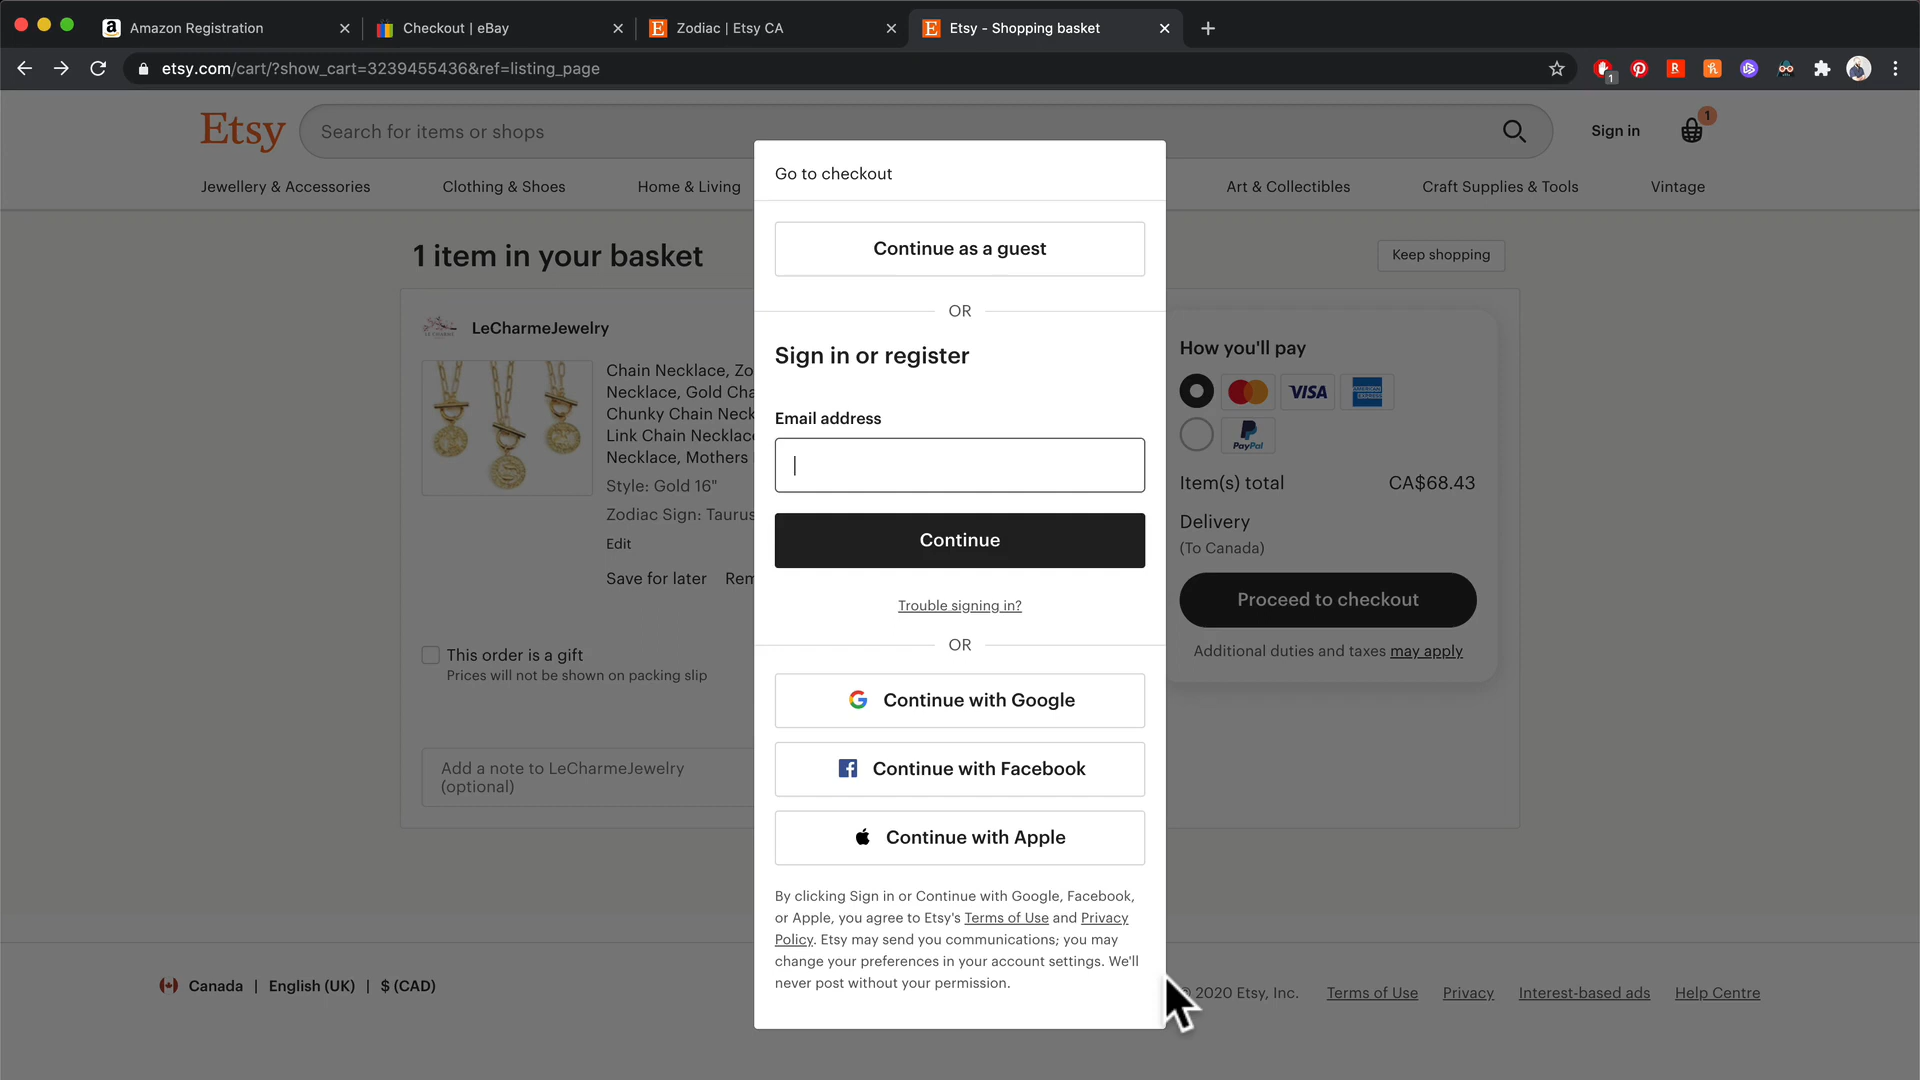 Amazon Registration
Checkout | eBay
Zodiac | Etsy CA
Etsy - Shopping basket
etsy.com/cart/?show_cart=3239455436&ref=listing_page
1
Etsy
Search for items or shops
Sign in
1
Jewellery & Accessories
Clothing & Shoes
Home & Living
Art & Collectibles
Craft Supplies & Tools
Vintage
1 item in your basket
Keep shopping
LeCharmeJewelry
Chain Necklace, Zo
Necklace, Gold Cha
Chunky Chain Neck
Link Chain Necklace
Necklace, Mothers
Style: Gold 16"
Zodiac Sign: Taurus
Edit
Save for later Rem
This order is a gift
Prices will not be shown on packing slip
Add a note to LeCharmeJewelry
(optional)
Go to checkout
Continue as a guest
OR
Sign in or register
Email address
Continue
Trouble signing in?
OR
Continue with Google
Continue with Facebook
Continue with Apple
By clicking Sign in or Continue with Google, Facebook,
or Apple, you agree to Etsy's Terms of Use and Privacy
Policy. Etsy may send you communications; you may
change your preferences in your account settings. We'll
never post without your permission.
How you'll pay
VISA
AMERICAN
EXPRESS
PayPal
Item(s) total CA$68.43
Delivery
(To Canada)
Proceed to checkout
Additional duties and taxes may apply
Canada | English (UK) | $ (CAD)
2020 Etsy, Inc.
Terms of Use
Privacy
Interest-based ads
Help Centre